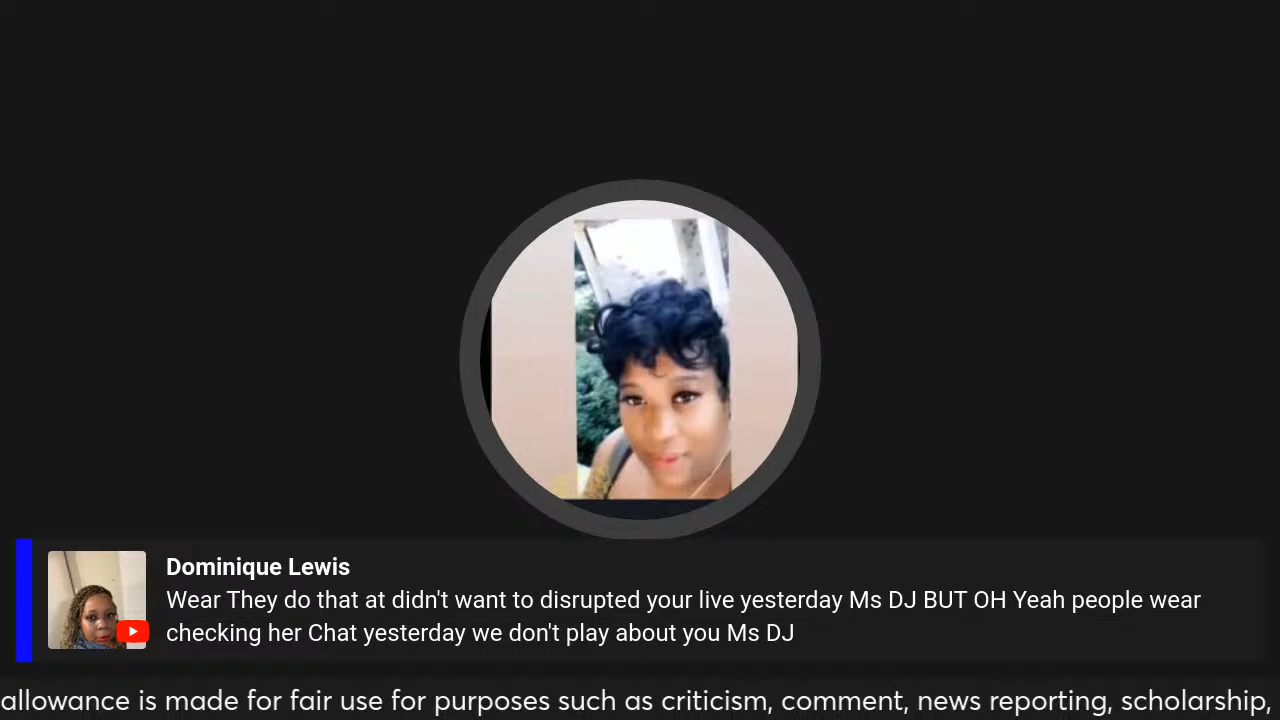 Dominique Lewis
Wear They do that at didn't want to disrupted your live yesterday Ms DJ BUT OH Yeah people wear
checking her Chat yesterday we don't play about you Ms DJ
allowance is made for fair use for purposes such as criticism, comment, news reporting, scholarship,